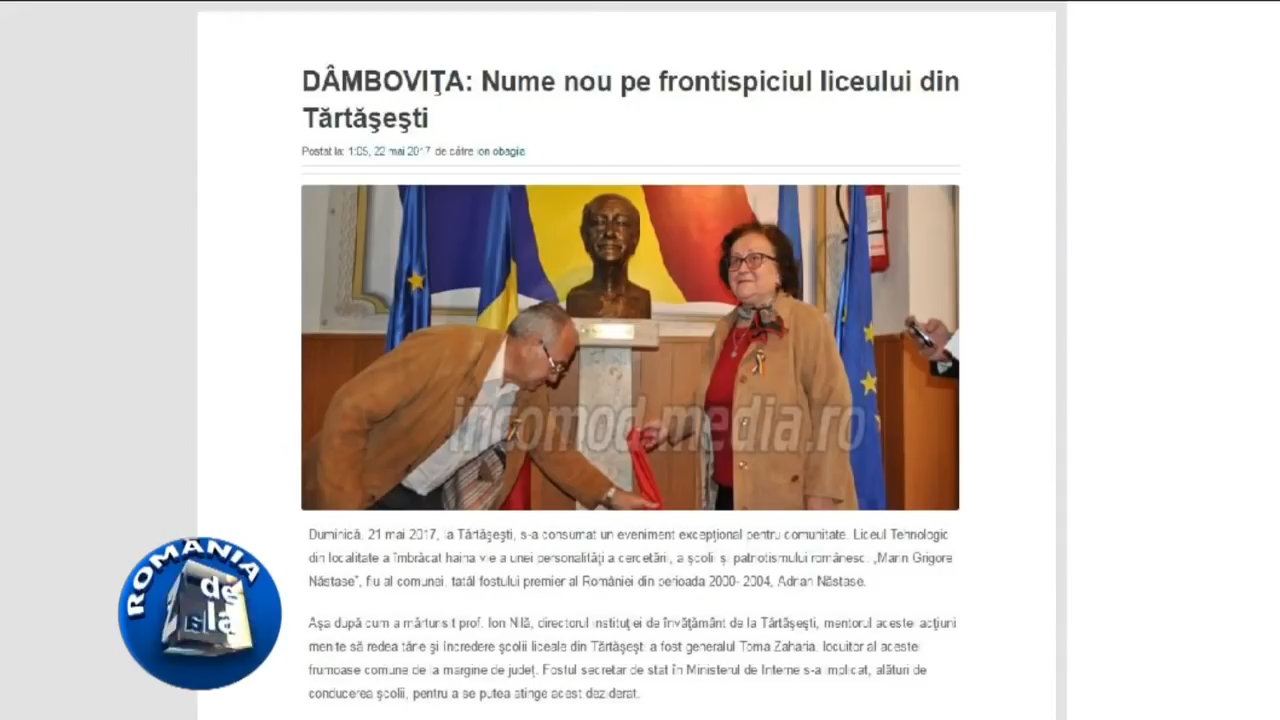 DÂMBOVIŢA: Nume nou pe frontispiciul liceului din
Tărtăşeşti
Postat la: 1:05, 22 mai 2017 de către ion obagia
incomod-media.ro
Duminică, 21 mai 2017, la Tărtăşeşti, s-a consumat un eveniment excepţional pentru comunitate. Liceul Tehnologic
din localitate a îmbrăcat haina vie a unei personalităţi a cercetării, a şcolii şi patriotismului românesc. „Marin Grigore
Năstase”, fiu al comunei, tatăl fostului premier al României din perioada 2000- 2004, Adrian Năstase.
Aşa după cum a mărturisit prof. Ion Nilă, directorul instituţiei de învăţământ de la Tărtăşeşti, mentorul acestei acţiuni
menite să redea tărie şi încredere şcolii liceale din Tărtăşeşti a fost generalul Toma Zaharia, locuitor al acestei
frumoase comune de la margine de judeţ. Fostul secretar de stat în Ministerul de Interne s-a implicat, alături de
conducerea şcolii, pentru a se putea atinge acest deziderat.
ROMANIA
de
la